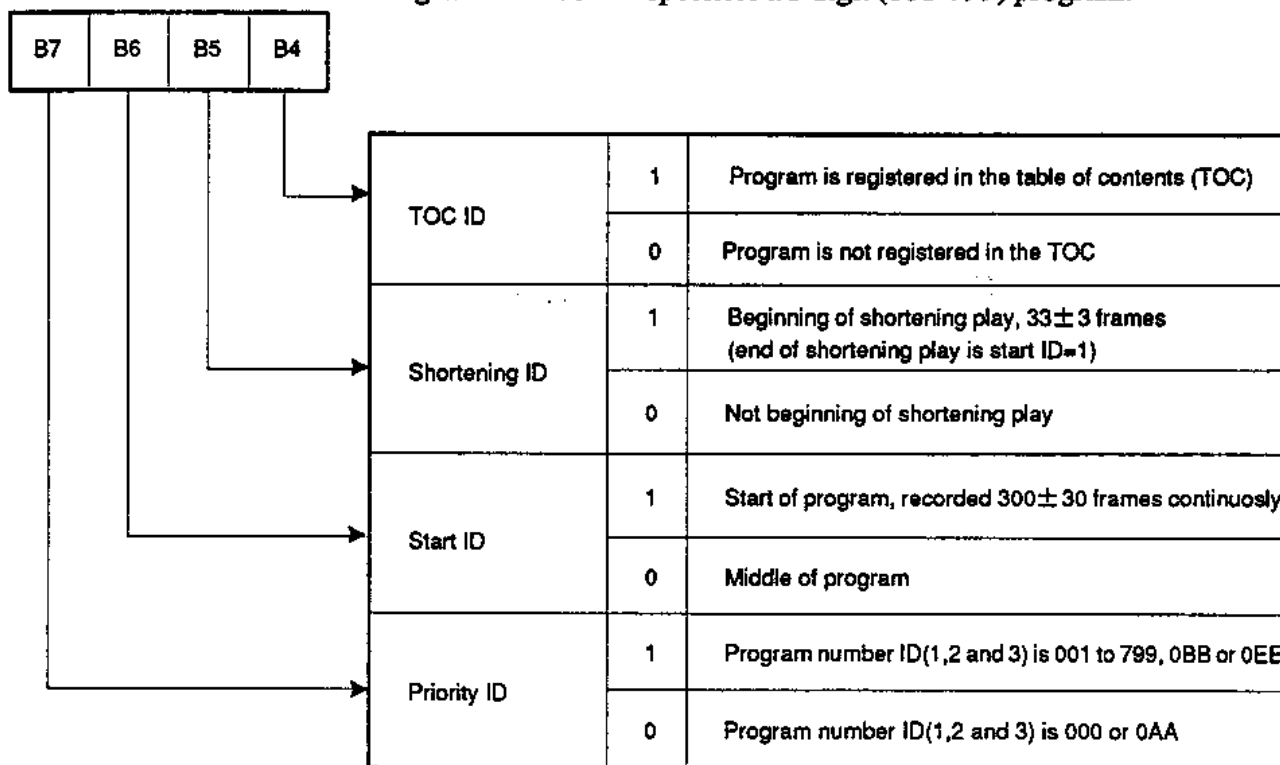 B7 B6 B5 B4
TOC ID
1 Program is registered in the table of contents (TOC)
0 Program is not registered in the TOC
Shortening ID
1 Beginning of shortening play, 33±3 frames
(end of shortening play is start ID=1)
0 Not beginning of shortening play
Start ID
1 Start of program, recorded 300±30 frames continuosly
0 Middle of program
Priority ID
1 Program number ID(1,2 and 3) is 001 to 799, 0BB or 0EE
0 Program number ID(1,2 and 3) is 000 or 0AA